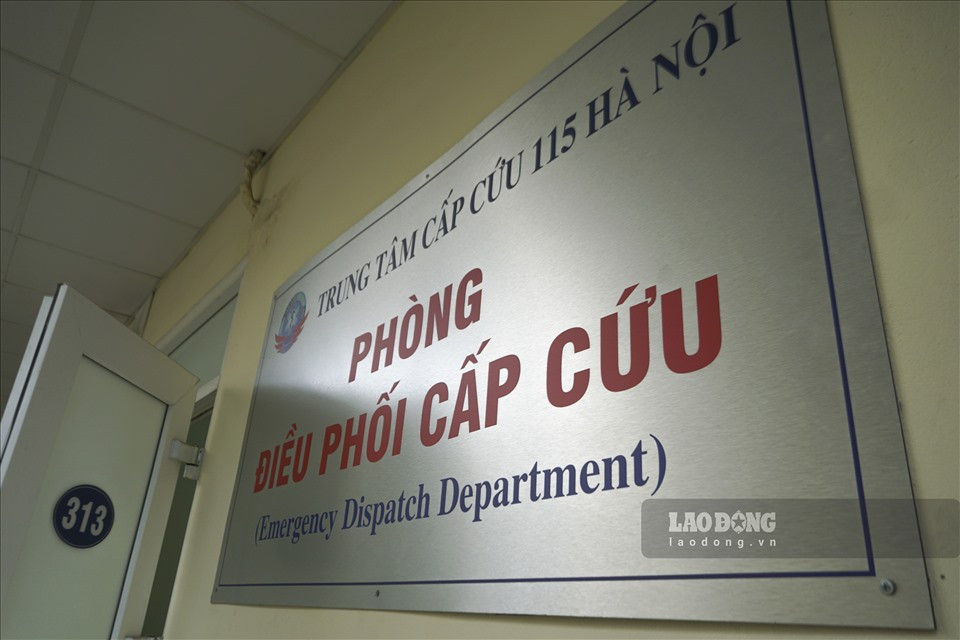 TRUNG TÂM CẤP CỨU 115 HÀ NỘI
PHÒNG
ĐIỀU PHỐI CẤP CỨU
(Emergency Dispatch Department)
313
LAO ĐỘNG
laodong.vn